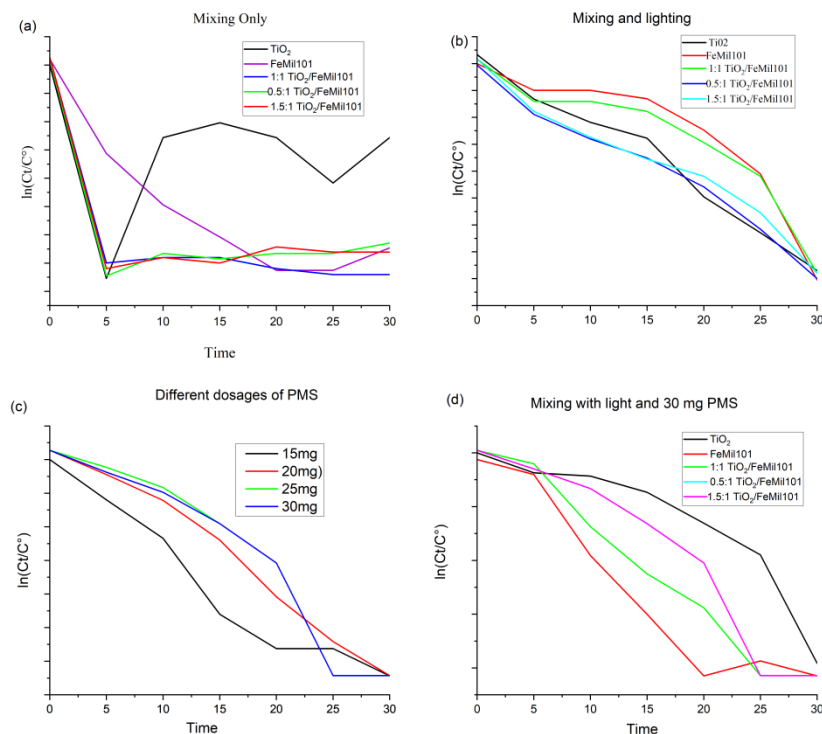 (a)
Mixing Only
TiO₂
FeMil101
1:1 TiO₂/FeMil101
0.5:1 TiO₂/FeMil101
1.5:1 TiO₂/FeMil101
ln(Ct/C°)
0 5 10 15 20 25 30
Time
(b)
Mixing and lighting
Ti02
FeMIl101
1:1 TiO₂/FeMil101
0.5:1 TiO₂/FeMil101
1.5:1 TiO₂/FeMil101
ln(Ct/C°)
0 5 10 15 20 25 30
Time
(c)
Different dosages of PMS
15mg
20mg)
25mg
30mg
ln(Ct/C°)
0 5 10 15 20 25 30
Time
(d)
Mixing with light and 30 mg PMS
TiO₂
FeMil101
1:1 TiO₂/FeMil101
0.5:1 TiO₂/FeMil101
1.5:1 TiO₂/FeMil101
ln(Ct/C°)
0 5 10 15 20 25 30
Time